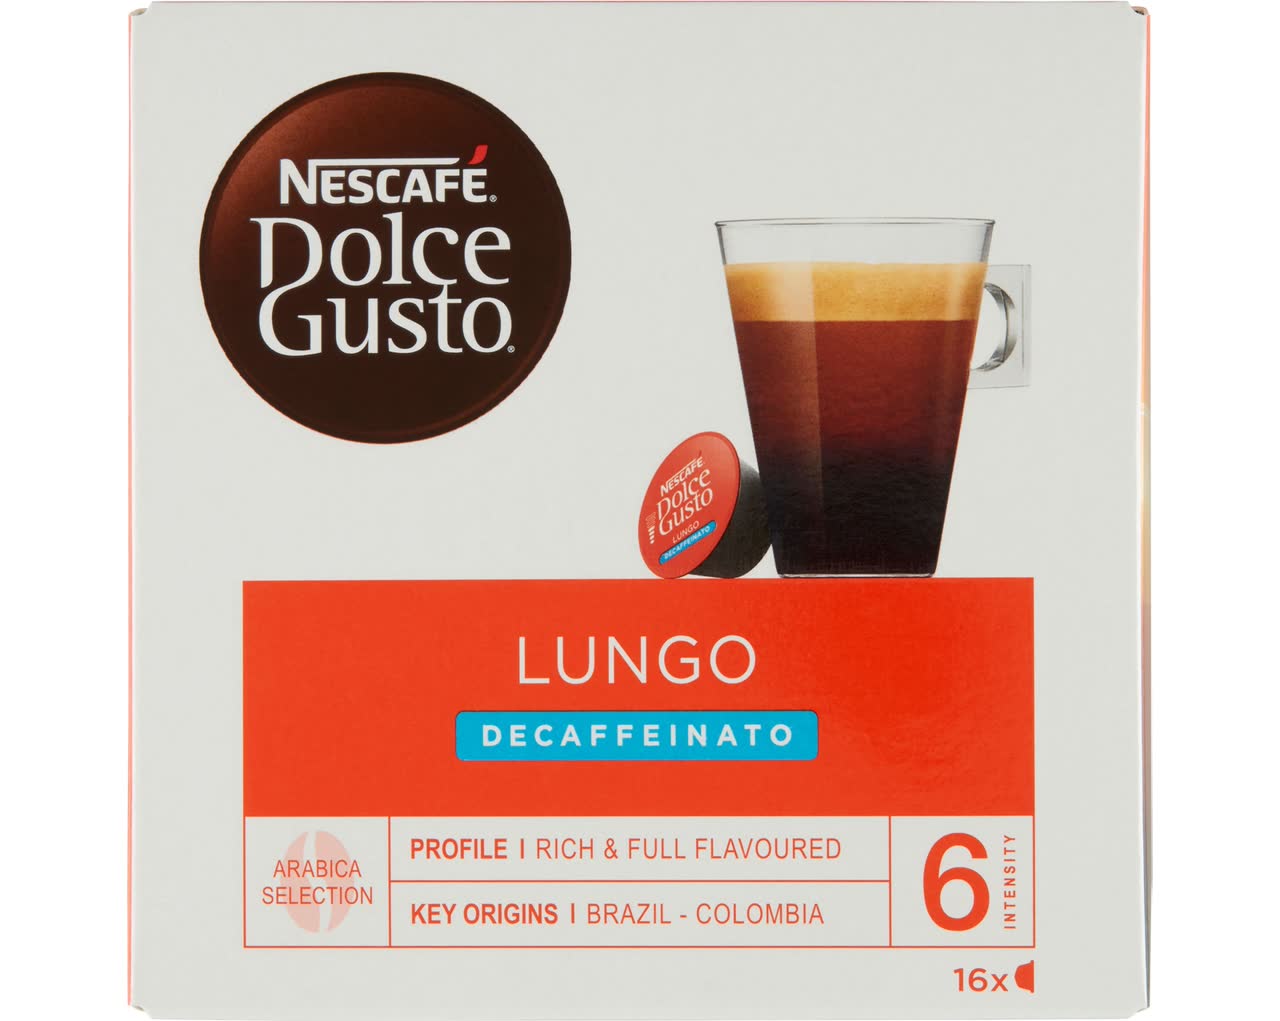 NESCAFÉ®
DOLCE
GUSTO®
NESCAFÉ
DOLCE
GUSTO
LUNGO
DECAFFEINATO
LUNGO
DECAFFEINATO
ARABICA
SELECTION
PROFILE | RICH & FULL FLAVOURED
KEY ORIGINS | BRAZIL - COLOMBIA
6
INTENSITY
16x